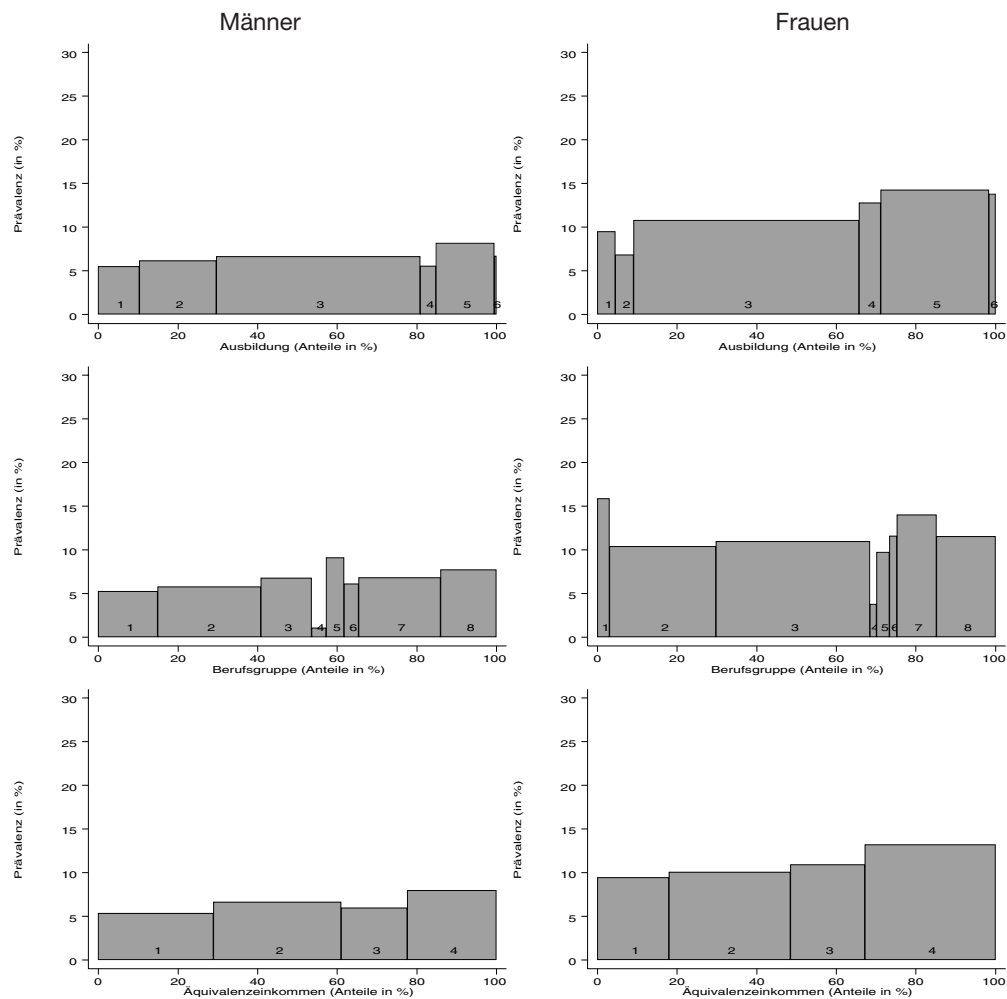 Männer
Prävalenz (in %)
30
25
20
15
10
5
0
1 2 3 4 5 6
0 20 40 60 80 100
Ausbildung (Anteile in %)
Frauen
Prävalenz (in %)
30
25
20
15
10
5
0
1 2 3 4 5 6
0 20 40 60 80 100
Ausbildung (Anteile in %)
Prävalenz (in %)
30
25
20
15
10
5
0
1 2 3 4 5 6 7 8
0 20 40 60 80 100
Berufsgruppe (Anteile in %)
Prävalenz (in %)
30
25
20
15
10
5
0
1 2 3 4 5 6 7 8
0 20 40 60 80 100
Berufsgruppe (Anteile in %)
Prävalenz (in %)
30
25
20
15
10
5
0
1 2 3 4
0 20 40 60 80 100
Äquivalenzeinkommen (Anteile in %)
Prävalenz (in %)
30
25
20
15
10
5
0
1 2 3 4
0 20 40 60 80 100
Äquivalenzeinkommen (Anteile in %)